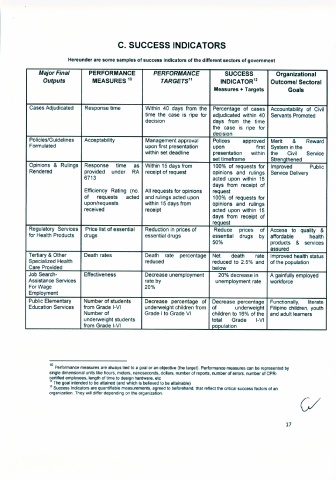 C. SUCCESS INDICATORS
Hereunder are some samples of success indicators of the different sectors of government
Major Final Outputs
PERFORMANCE MEASURES 10
PERFORMANCE TARGETS11
SUCCESS INDICATOR12
Measures + Targets
Organizational Outcome/ Sectoral Goals
Cases Adjudicated
Response time
Within 40 days from the
time the case is ripe for
decision
Percentage of cases
adjudicated within 40
days from the time
the case is ripe for
decision
Accountability of Civil
Servants Promoted
Policies/Guidelines
Formulated
Acceptability
Management approval
upon first presentation
within set deadline
Polices approved
upon first
presentation within
set timeframe
Merit & Reward
System in the
the Civil Service
Strengthened
Opinions & Rulings
Rendered
Response time as
provided under RA
6713
Efficiency Rating (no.
of requests acted
upon/requests
received
Within 15 days from
receipt of request
All requests for opinions
and rulings acted upon
within 15 days from
receipt
100% of requests for
opinions and rulings
acted upon within 15
days from receipt of
request
100% of requests for
opinions and rulings
acted upon within 15
days from receipt of
request
Improved Public
Service Delivery
Regulatory Services
for Health Products
Price list of essential
drugs
Reduction in prices of
essential drugs
Reduce prices of
essential drugs by
50%
Access to quality &
affordable health
products & services
assured
Tertiary & Other
Specialized Health
Care Provided
Death rates
Death rate percentage
reduced
Net death rate
reduced to 2.5% and
below
Improved health status
of the population
Job Search-
Assistance Services
For Wage
Employment
Effectiveness
Decrease unemployment
rate by
20%
20% decrease in
unemployment rate
A gainfully employed
workforce
Public Elementary
Education Services
Number of students
from Grade I-VI
Number of
underweight students
from Grade I-VI
Decrease percentage of
underweight children from
Grade I to Grade VI
Decrease percentage
of underweight
children to 16% of the
total Grade I-VI
population
Functionally, literate
Filipino children, youth
and adult learners
10 Performance measures are always tied to a goal or an objective (the target). Performance measures can be represented by
single dimensional units like hours, meters, nanoseconds, dollars, number of reports, number of errors, number of CPR-
certified employees, length of time to design hardware, etc
11 The goal intended to be attained (and which is believed to be attainable)
12 Success Indicators are quantifiable measurements, agreed to beforehand, that reflect the critical success factors of an
organization. They will differ depending on the organization.
17